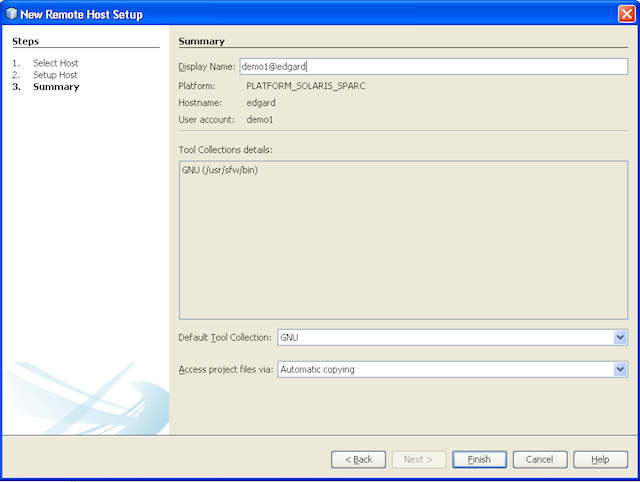 New Remote Host Setup
Steps
1. Select Host
2. Setup Host
3. Summary
Summary
Display Name: demo1@edgard
Platform: PLATFORM_SOLARIS_SPARC
Hostname: edgard
User account: demo1
Tool Collections details:
GNU (/usr/sfw/bin)
Default Tool Collection: GNU
Access project files via: Automatic copying
< Back Next > Finish Cancel Help